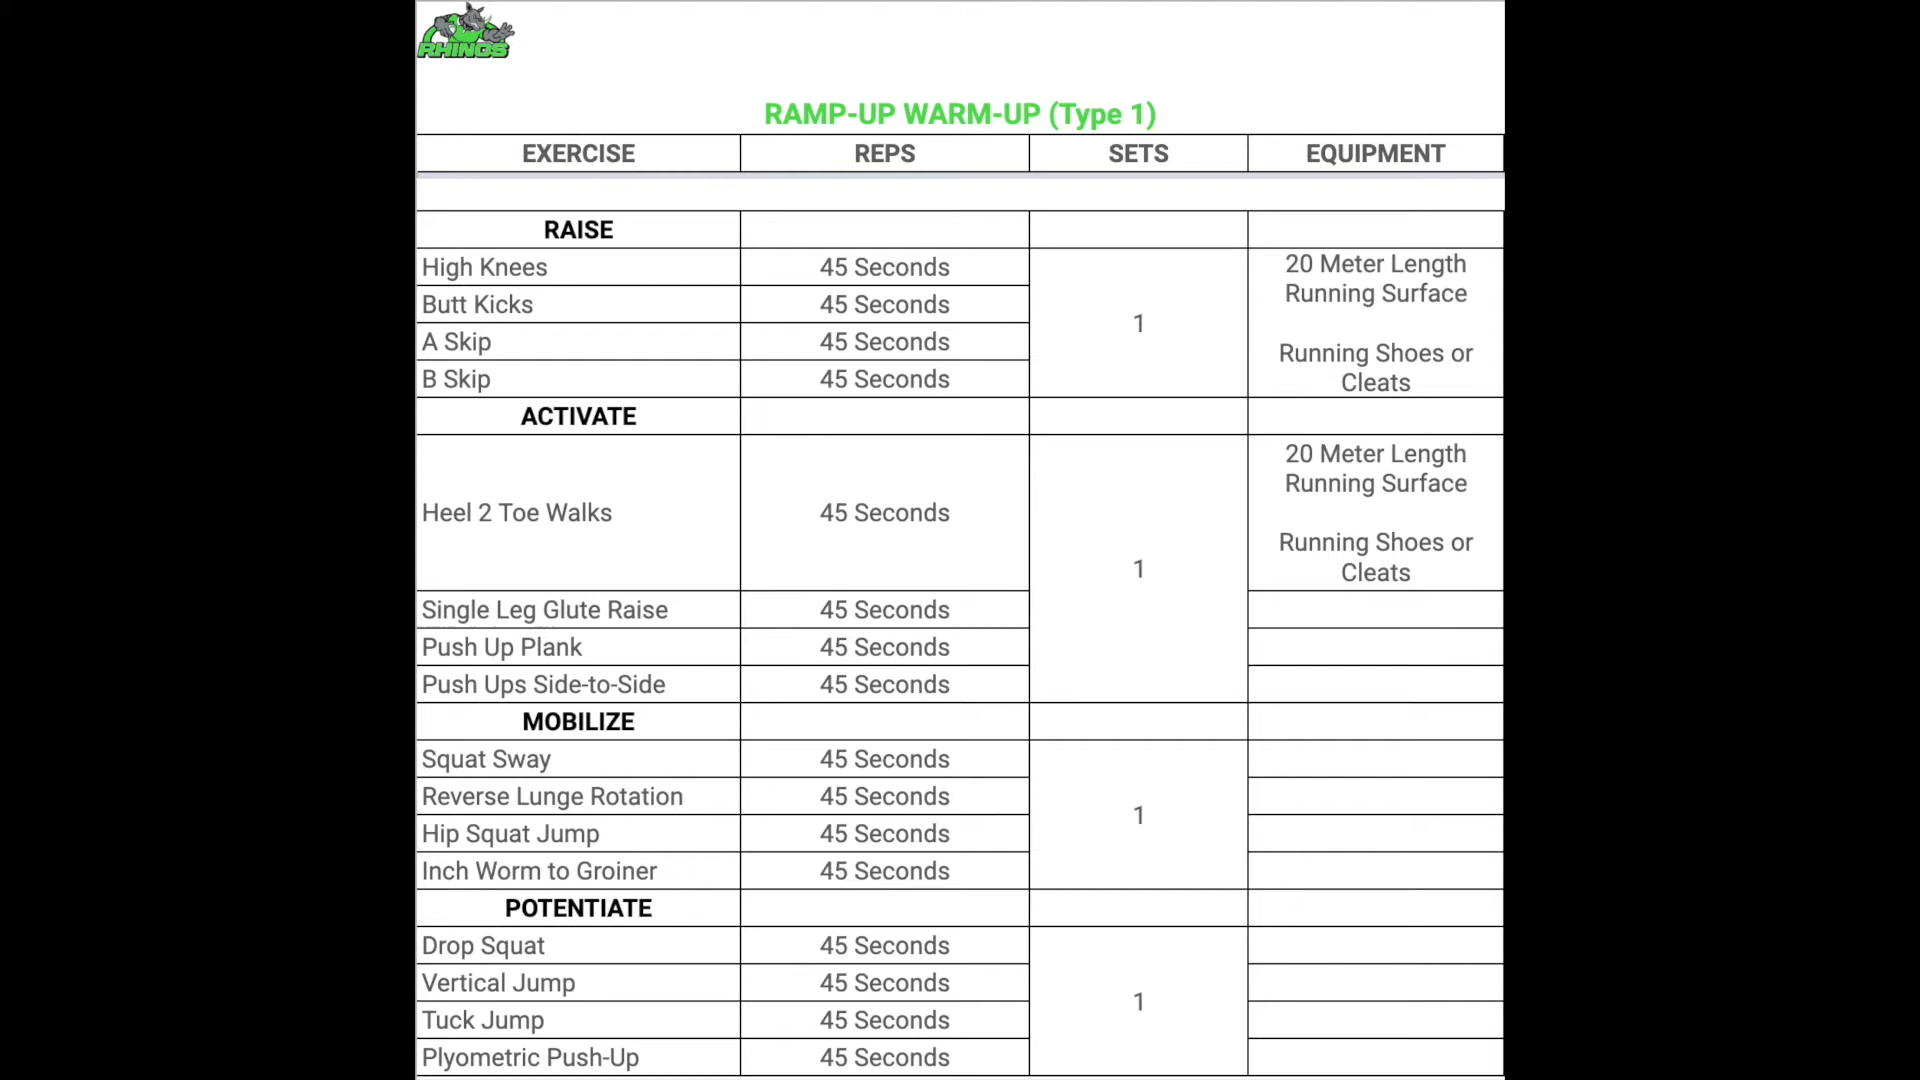 RHINOS
RAMP-UP WARM-UP (Type 1)
EXERCISE REPS SETS EQUIPMENT
RAISE
High Knees 45 Seconds
Butt Kicks 45 Seconds
A Skip 45 Seconds
B Skip 45 Seconds
1
20 Meter Length
Running Surface
Running Shoes or
Cleats
ACTIVATE
Heel 2 Toe Walks 45 Seconds
Single Leg Glute Raise 45 Seconds
Push Up Plank 45 Seconds
Push Ups Side-to-Side 45 Seconds
1
20 Meter Length
Running Surface
Running Shoes or
Cleats
MOBILIZE
Squat Sway 45 Seconds
Reverse Lunge Rotation 45 Seconds
Hip Squat Jump 45 Seconds
Inch Worm to Groiner 45 Seconds
1
POTENTIATE
Drop Squat 45 Seconds
Vertical Jump 45 Seconds
Tuck Jump 45 Seconds
Plyometric Push-Up 45 Seconds
1